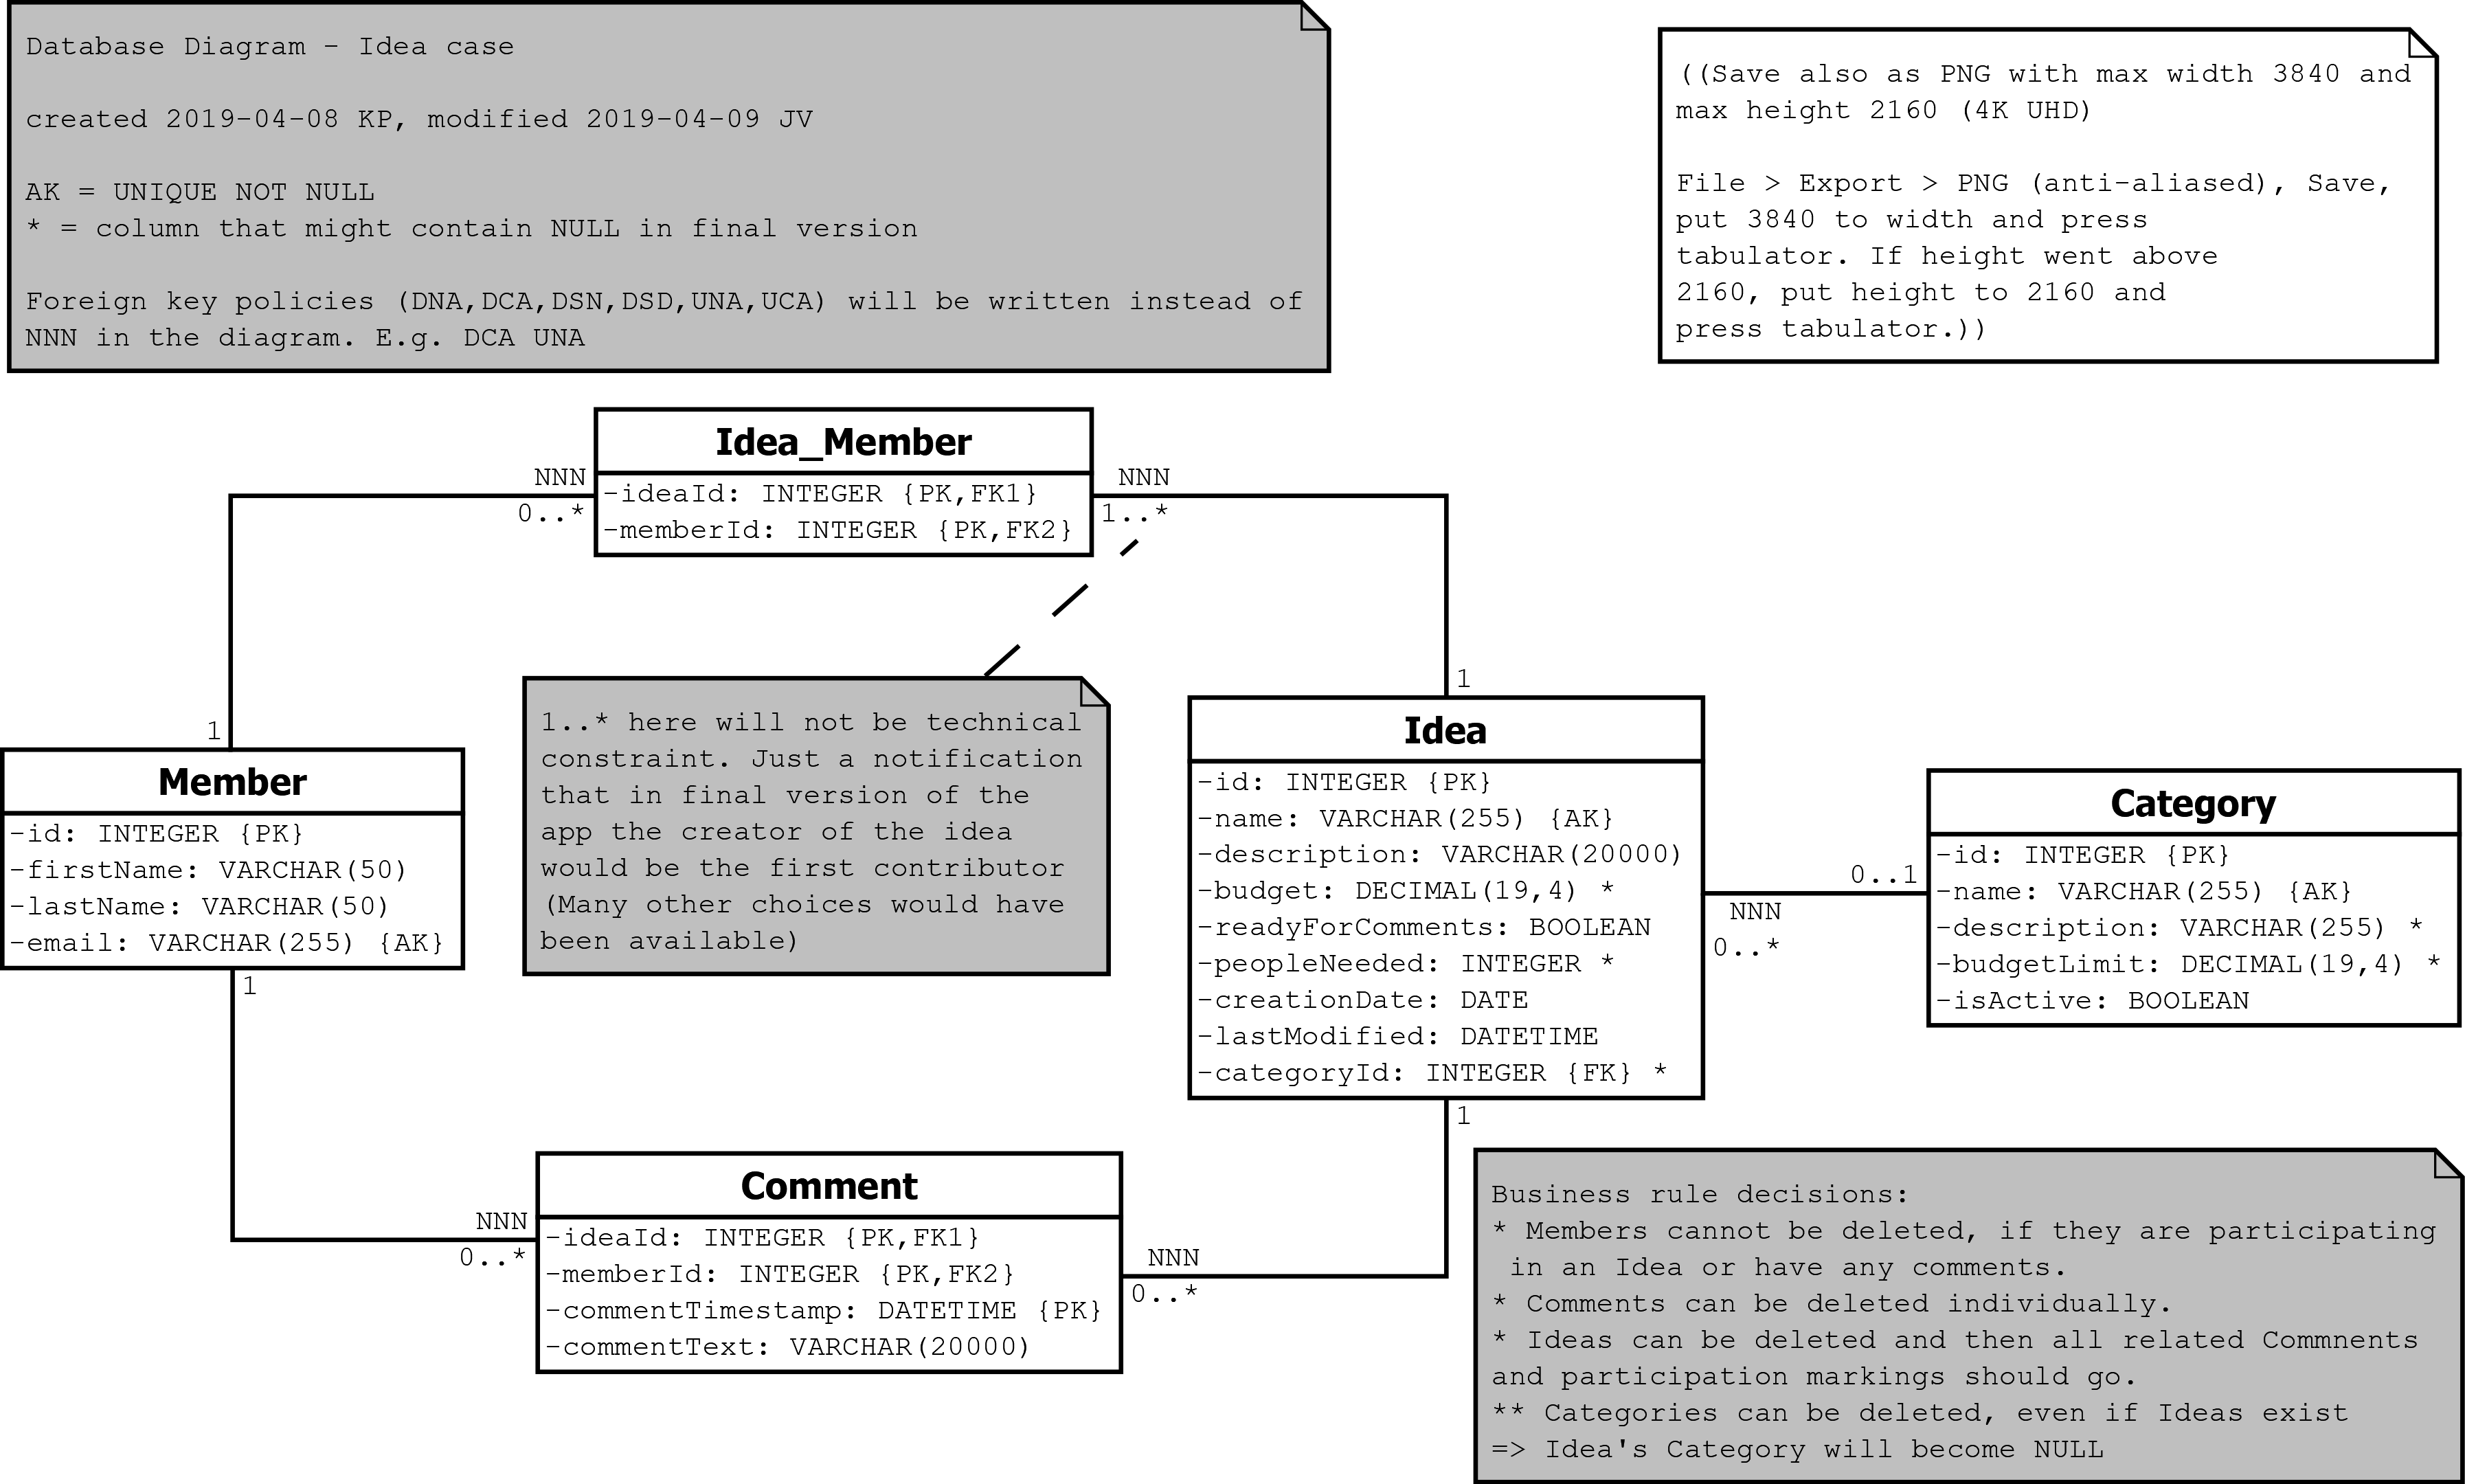 Database Diagram - Idea case
created 2019-04-08 KP, modified 2019-04-09 JV
AK = UNIQUE NOT NULL
* = column that might contain NULL in final version
Foreign key policies (DNA,DCA,DSN,DSD,UNA,UCA) will be written instead of
NNN in the diagram. E.g. DCA UNA
((Save also as PNG with max width 3840 and
max height 2160 (4K UHD)
File > Export > PNG (anti-aliased), Save,
put 3840 to width and press
tabulator. If height went above
2160, put height to 2160 and
press tabulator.))
Idea_Member
-ideaId: INTEGER {PK,FK1}
-memberId: INTEGER {PK,FK2}
NNN
0..*
NNN
1..*
1
1
1..* here will not be technical
constraint. Just a notification
that in final version of the
app the creator of the idea
would be the first contributor
(Many other choices would have
been available)
Member
-id: INTEGER {PK}
-firstName: VARCHAR(50)
-lastName: VARCHAR(50)
-email: VARCHAR(255) {AK}
1
Idea
-id: INTEGER {PK}
-name: VARCHAR(255) {AK}
-description: VARCHAR(20000)
-budget: DECIMAL(19,4) *
-readyForComments: BOOLEAN
-peopleNeeded: INTEGER *
-creationDate: DATE
-lastModified: DATETIME
-categoryId: INTEGER {FK} *
1
0..1
NNN
0..*
Category
-id: INTEGER {PK}
-name: VARCHAR(255) {AK}
-description: VARCHAR(255) *
-budgetLimit: DECIMAL(19,4) *
-isActive: BOOLEAN
NNN
0..*
Comment
-ideaId: INTEGER {PK,FK1}
-memberId: INTEGER {PK,FK2}
-commentTimestamp: DATETIME {PK}
-commentText: VARCHAR(20000)
NNN
0..*
Business rule decisions:
* Members cannot be deleted, if they are participating
in an Idea or have any comments.
* Comments can be deleted individually.
* Ideas can be deleted and then all related Commnents
and participation markings should go.
** Categories can be deleted, even if Ideas exist
=> Idea's Category will become NULL